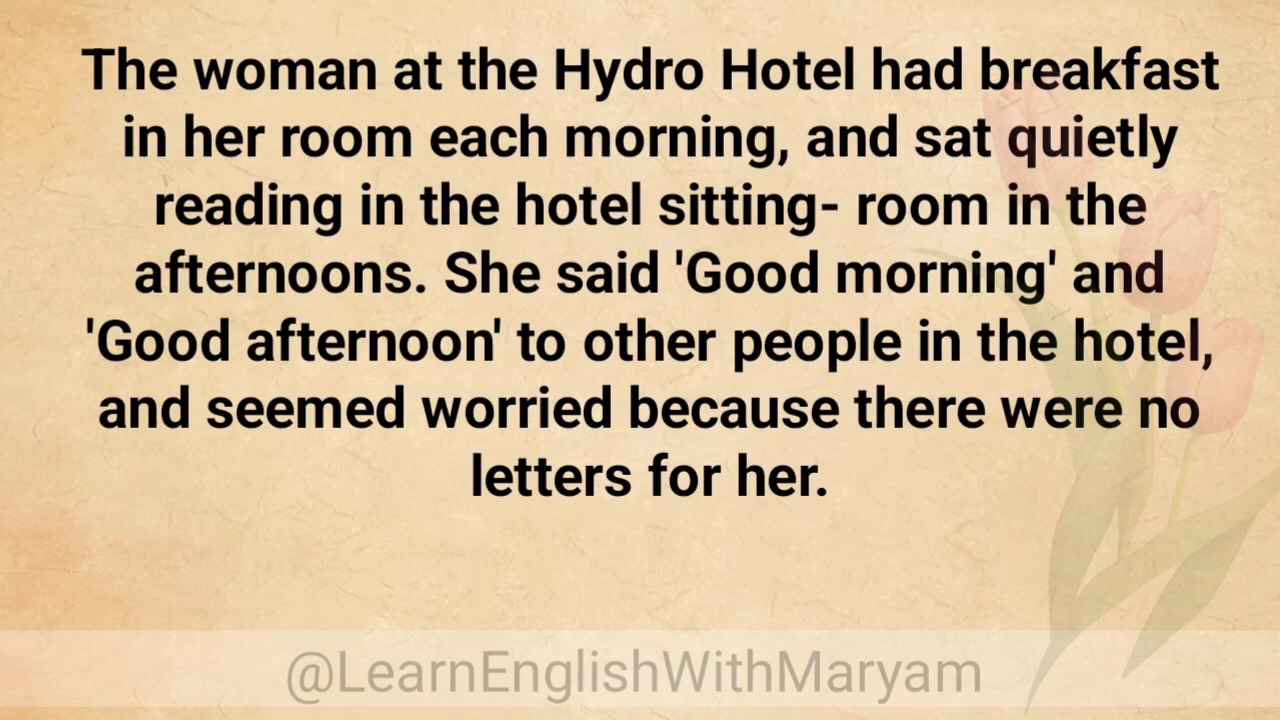 The woman at the Hydro Hotel had breakfast
in her room each morning, and sat quietly
reading in the hotel sitting- room in the
afternoons. She said 'Good morning' and
'Good afternoon' to other people in the hotel,
and seemed worried because there were no
letters for her.
@LearnEnglishWithMaryam